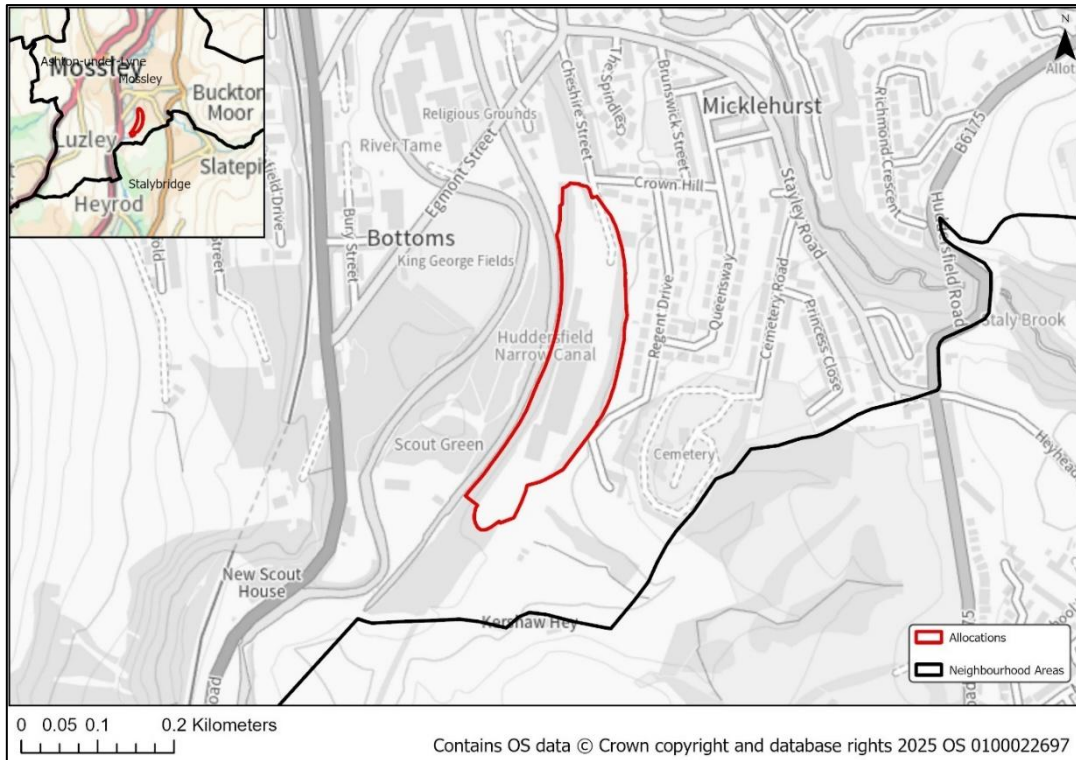 Ashton-under-Lyne
Mossley
Mossley
Buckton
Moor
Luzley
Slatepit
Stalybridge
Heyrod
N
Allot
B6175
Religious Grounds
River Tame
Egmont Street
Cheshire Street
The Spindles
Brunswick Street
Micklehurst
Richmond Crescent
Crown Hill
Stayley Road
Bury Street
Bottoms
King George Fields
Huddersfield
Narrow Canal
Regent Drive
Queensway
Cemetery Road
Princess Close
Huddersfield Road
Staly Brook
Scout Green
Cemetery
Heyhead
New Scout
House
Kershaw Hey
B6175
Road
Street
Allocations
Neighbourhood Areas
0 0.05 0.1 0.2 Kilometers
Contains OS data © Crown copyright and database rights 2025 OS 0100022697